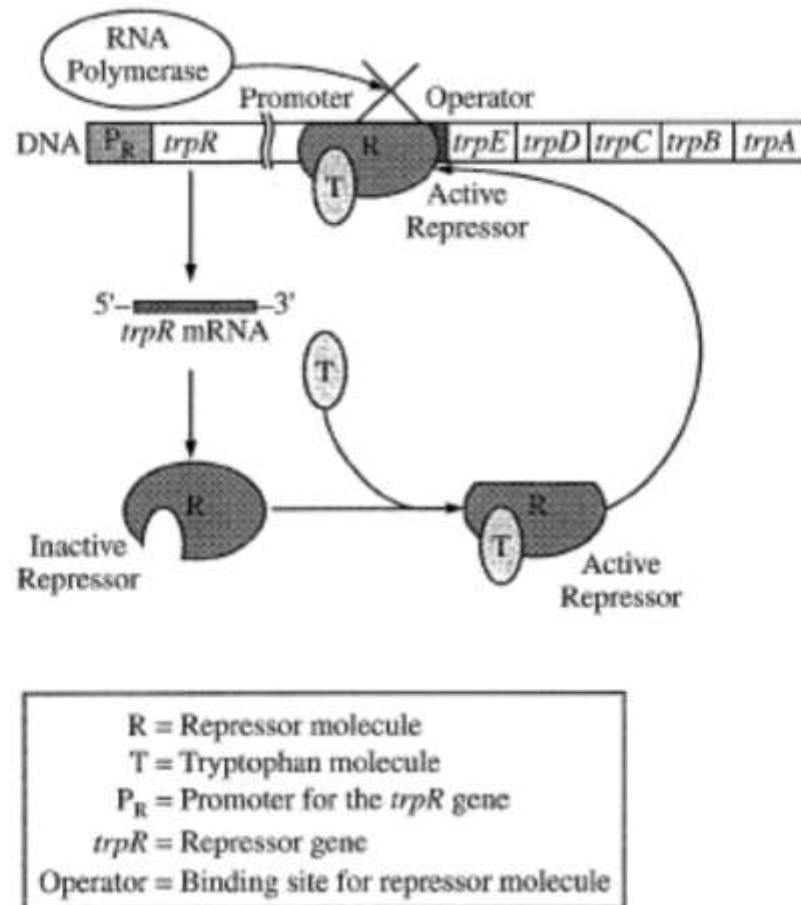 RNA
Polymerase
Promoter
Operator
DNA
P_R
trpR
R
trpE
trpD
trpC
trpB
trpA
T
Active
Repressor
5'–
–3'
trpR mRNA
T
R
R
Inactive
Repressor
T
Active
Repressor
R = Repressor molecule
T = Tryptophan molecule
P_R = Promoter for the trpR gene
trpR = Repressor gene
Operator = Binding site for repressor molecule